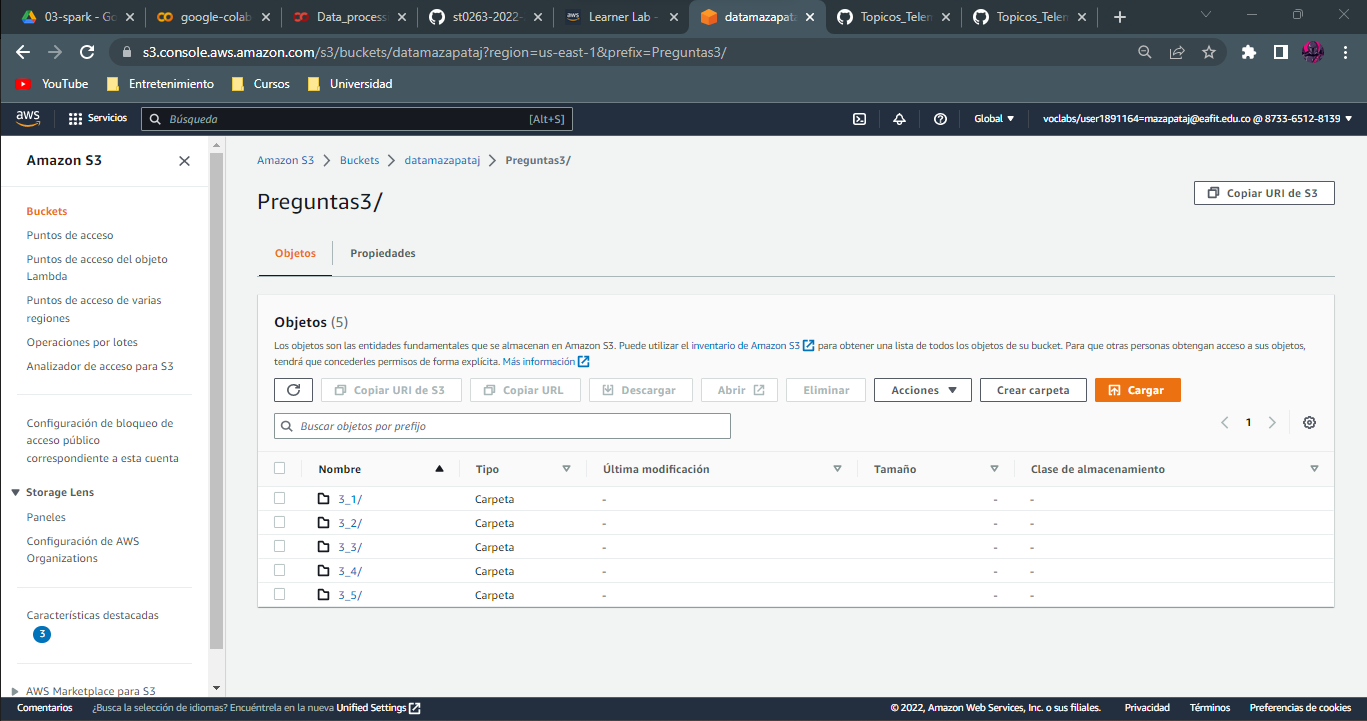 03-spark - Go
google-colab
Data_process
st0263-2022-
Learner Lab -
datamazapata
Topicos_Telem
Topicos_Telem
s3.console.aws.amazon.com/s3/buckets/datamazapataj?region=us-east-1&prefix=Preguntas3/
YouTube
Entretenimiento
Cursos
Universidad
aws
Servicios
Búsqueda
[Alt+S]
Global
voclabs/user1891164=mazapataj@eafit.edu.co @ 8733-6512-8139
Amazon S3
Buckets
Puntos de acceso
Puntos de acceso del objeto
Lambda
Puntos de acceso de varias
regiones
Operaciones por lotes
Analizador de acceso para S3
Configuración de bloqueo de
acceso público
correspondiente a esta cuenta
Storage Lens
Paneles
Configuración de AWS
Organizations
Características destacadas
3
AWS Marketplace para S3
Amazon S3 > Buckets > datamazapataj > Preguntas3/
Preguntas3/
Copiar URI de S3
Objetos
Propiedades
Objetos (5)
Los objetos son las entidades fundamentales que se almacenan en Amazon S3. Puede utilizar el inventario de Amazon S3 para obtener una lista de todos los objetos de su bucket. Para que otras personas obtengan acceso a sus objetos,
tendrá que concederles permisos de forma explícita. Más información
Copiar URI de S3
Copiar URL
Descargar
Abrir
Eliminar
Acciones
Crear carpeta
Cargar
Buscar objetos por prefijo
1
Nombre Tipo Última modificación Tamaño Clase de almacenamiento
3_1/ Carpeta - - -
3_2/ Carpeta - - -
3_3/ Carpeta - - -
3_4/ Carpeta - - -
3_5/ Carpeta - - -
Comentarios
¿Busca la selección de idiomas? Encuéntrela en la nueva Unified Settings
© 2022, Amazon Web Services, Inc. o sus filiales.
Privacidad
Términos
Preferencias de cookies